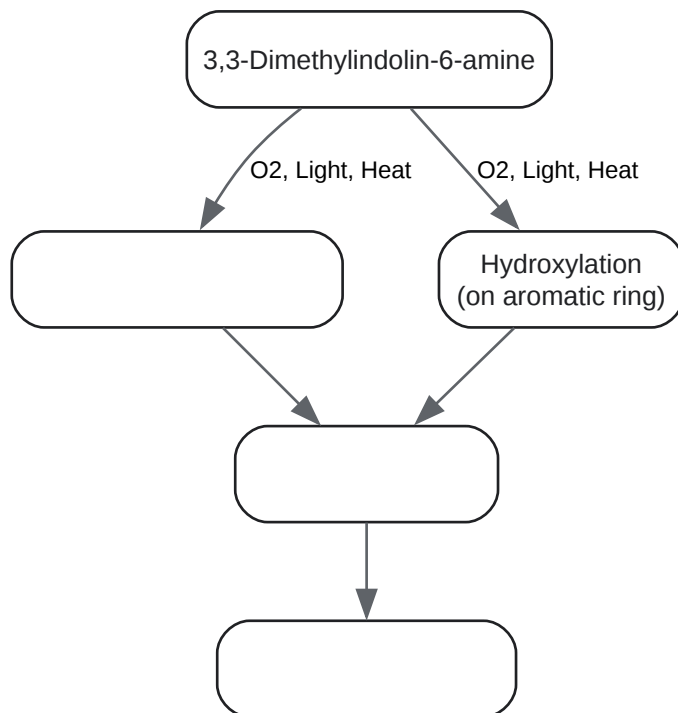 3,3-Dimethylindolin-6-amine
O2, Light, Heat
O2, Light, Heat
Hydroxylation
(on aromatic ring)